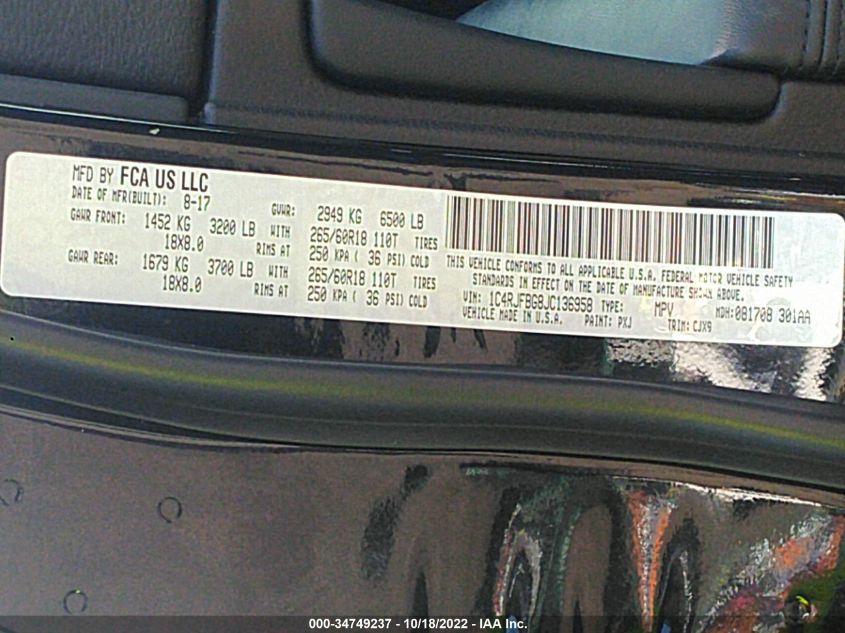 MFD BY FCA US LLC
DATE OF MFR(BUILT): 8-17 GVWR: 2949 KG 6500 LB
GAWR FRONT: 1452 KG 3200 LB WITH 265/60R18 110T TIRES
18X8.0 RIMS AT 250 KPA ( 36 PSI) COLD
GAWR REAR: 1679 KG 3700 LB WITH 265/60R18 110T TIRES
18X8.0 RIMS AT 250 KPA ( 36 PSI) COLD
THIS VEHICLE CONFORMS TO ALL APPLICABLE U.S.A. FEDERAL MOTOR VEHICLE SAFETY
STANDARDS IN EFFECT ON THE DATE OF MANUFACTURE SHOWN ABOVE.
VIN: 1C4RJFBG8JC136958 TYPE: MPV MDH: 081708 301AA
VEHICLE MADE IN U.S.A. PAINT: PXJ TRIM: CJX9
000-34749237 - 10/18/2022 - IAA Inc.